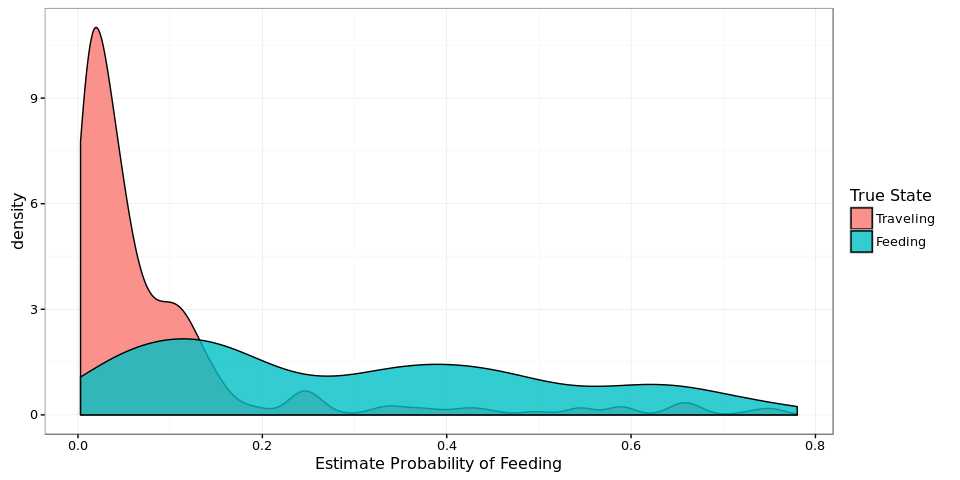 density
9
6
3
0
0.0 0.2 0.4 0.6 0.8
Estimate Probability of Feeding
True State
Traveling
Feeding